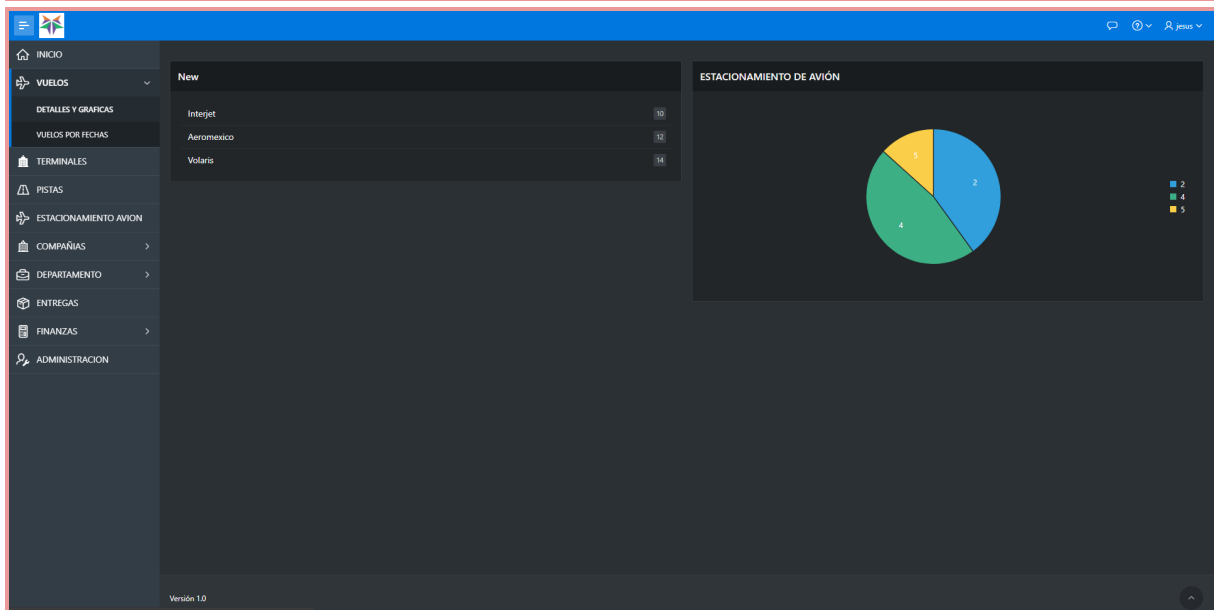 jesus
INICIO
VUELOS
DETALLES Y GRAFICAS
VUELOS POR FECHAS
TERMINALES
PISTAS
ESTACIONAMIENTO AVION
COMPAÑIAS
DEPARTAMENTO
ENTREGAS
FINANZAS
ADMINISTRACION
New
Interjet 10
Aeromexico 12
Volaris 14
ESTACIONAMIENTO DE AVIÓN
5
2
4
2
4
5
Versión 1.0